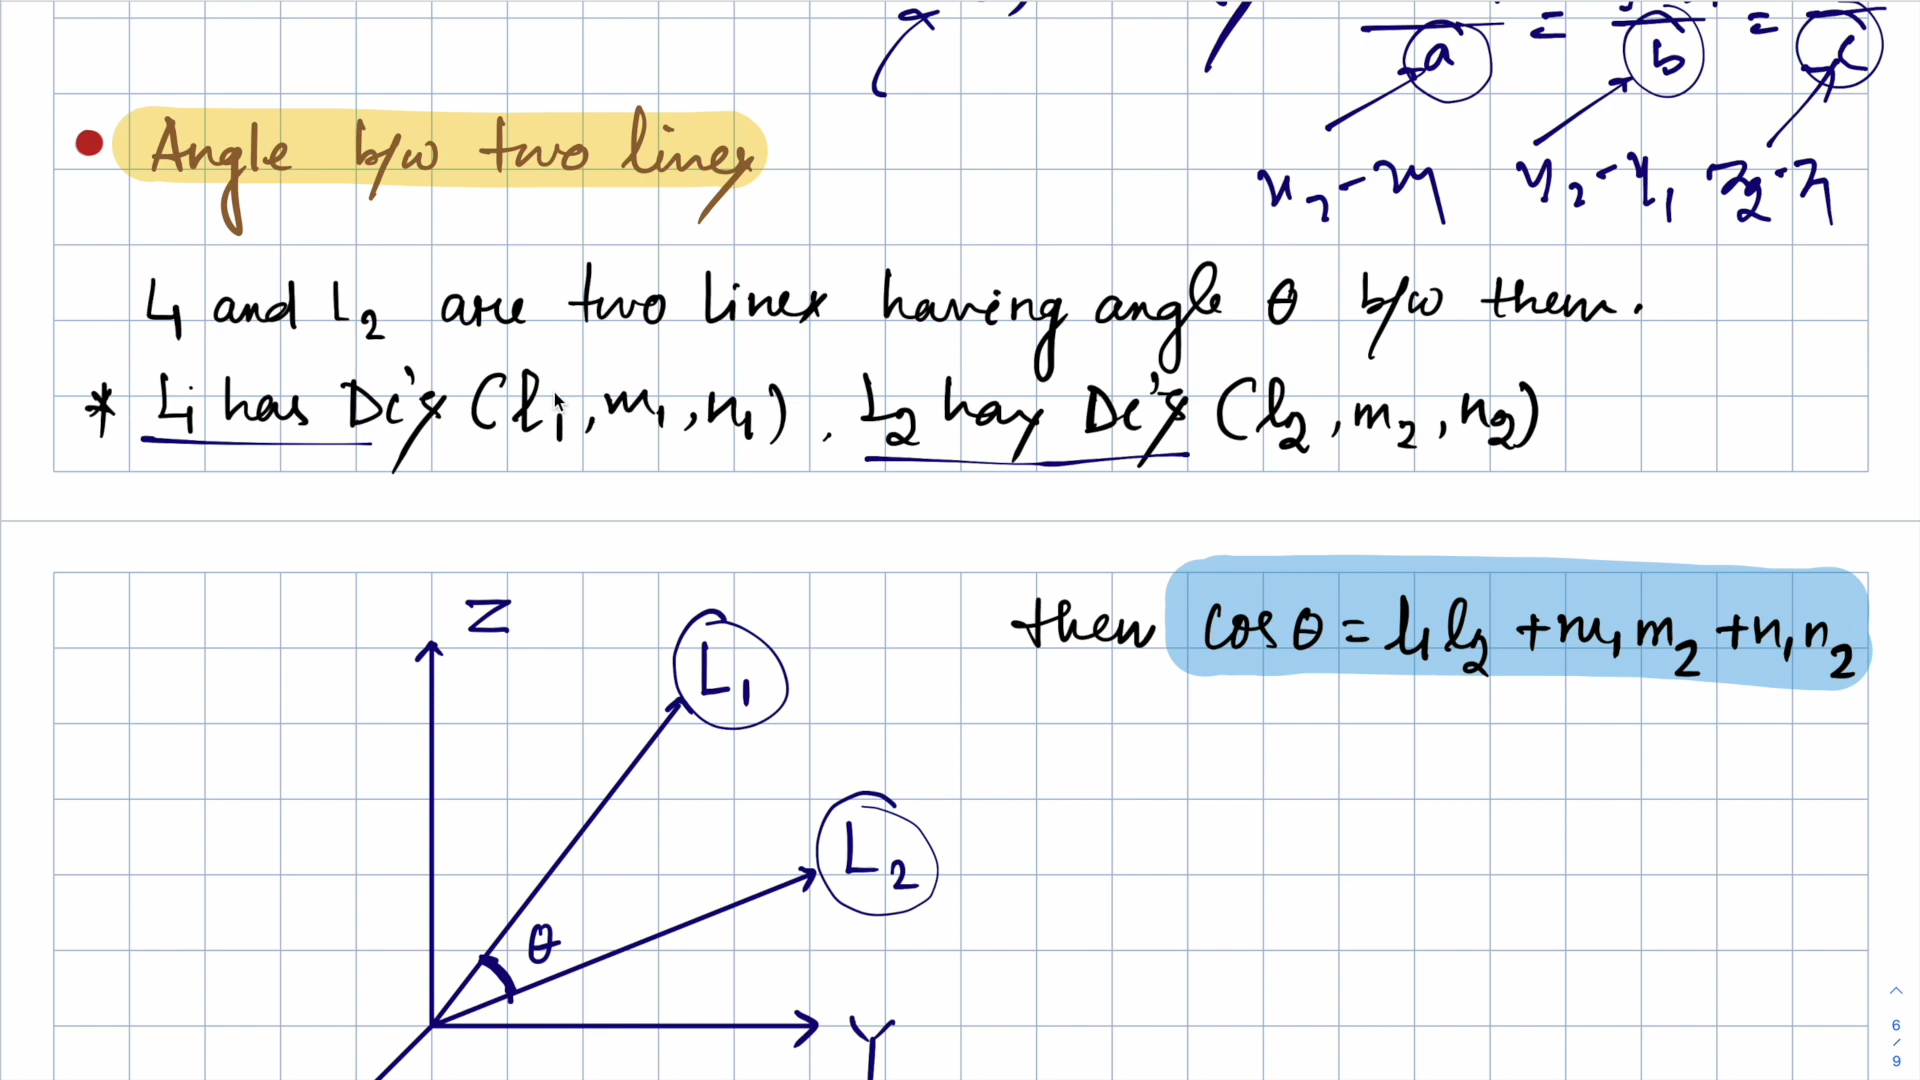 a = b = c
x₂-x₁ y₂-y₁ z₂-z₁
• Angle b/w two lines
L₁ and L₂ are two lines having angle θ b/w them.
* L₁ has Dc's (l₁, m₁, n₁). L₂ has Dc's (l₂, m₂, n₂)
Z
then cosθ = l₁l₂ + m₁m₂ + n₁n₂
L₁
L₂
θ
Y
6
/
9